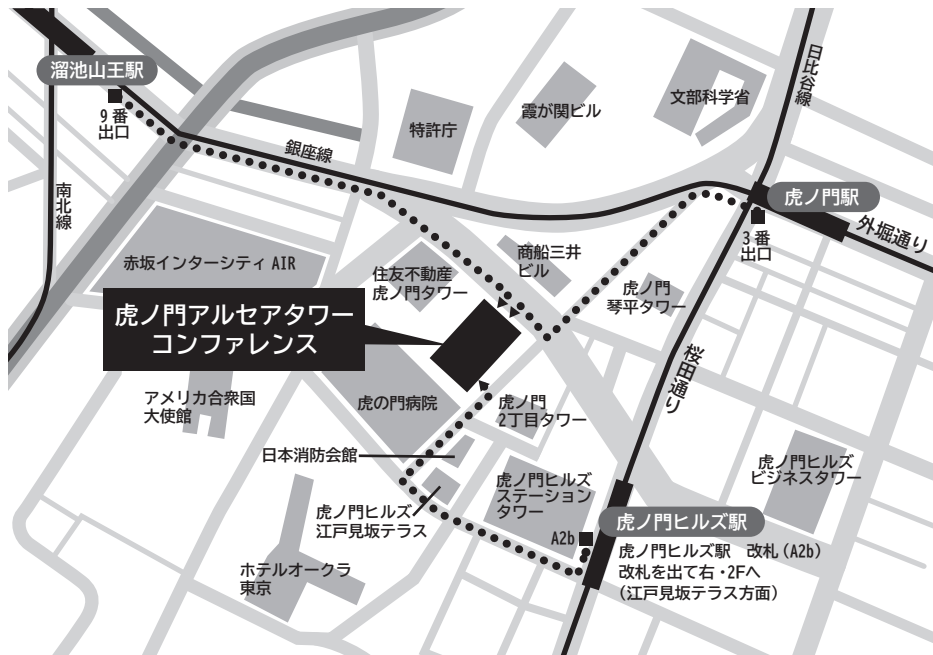 溜池山王駅
9番
出口
南北線
銀座線
特許庁
霞が関ビル
文部科学省
日比谷線
虎ノ門駅
外堀通り
3番
出口
赤坂インターシティ AIR
住友不動産
虎ノ門タワー
商船三井
ビル
虎ノ門
琴平タワー
虎ノ門アルセアタワー
コンファレンス
桜田通り
アメリカ合衆国
大使館
虎の門病院
虎ノ門
2丁目タワー
日本消防会館
虎ノ門ヒルズ
江戸見坂テラス
虎ノ門ヒルズ
ステーション
タワー
虎ノ門ヒルズ
ビジネスタワー
A2b
虎ノ門ヒルズ駅
虎ノ門ヒルズ駅 改札（A2b）
改札を出て右・2Fへ
（江戸見坂テラス方面）
ホテルオークラ
東京